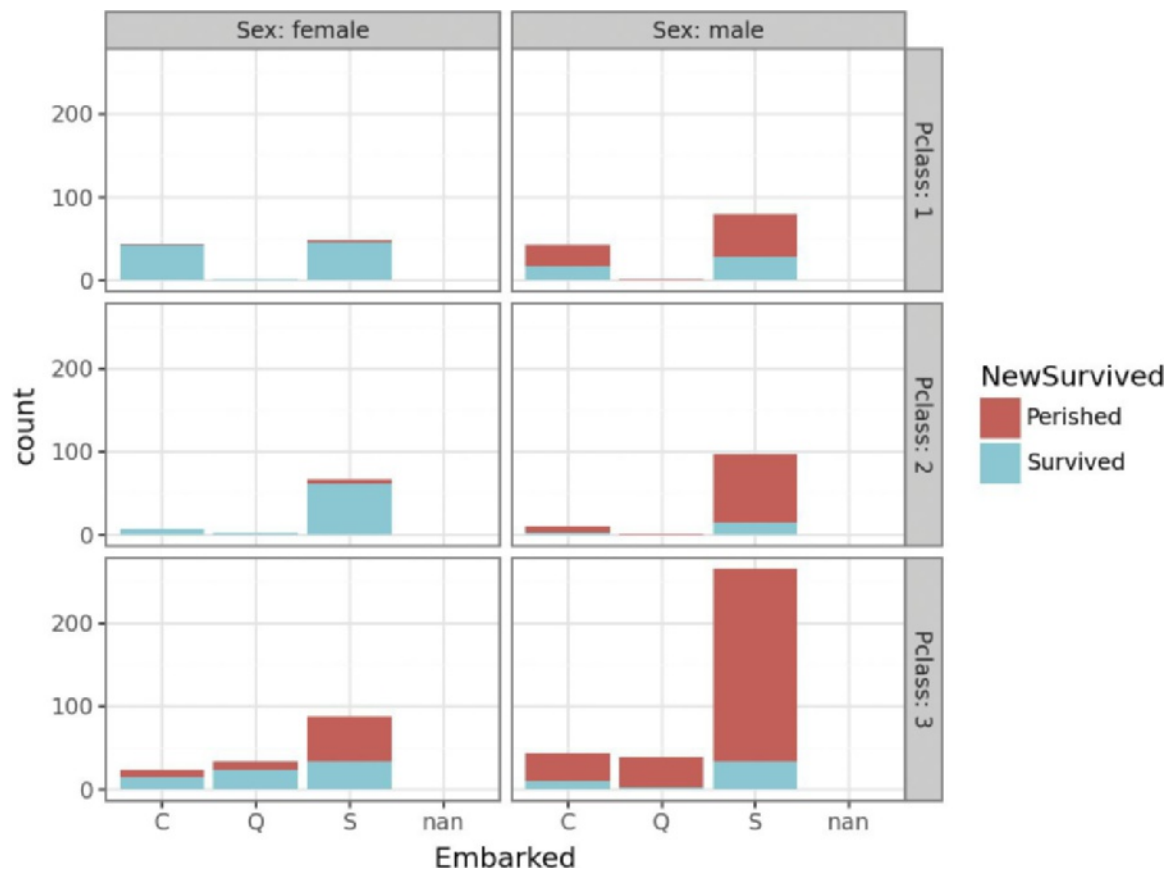 Sex: female
Sex: male
200
100
0
Pclass: 1
200
100
0
Pclass: 2
200
100
0
Pclass: 3
C
Q
S
nan
C
Q
S
nan
count
Embarked
NewSurvived
Perished
Survived